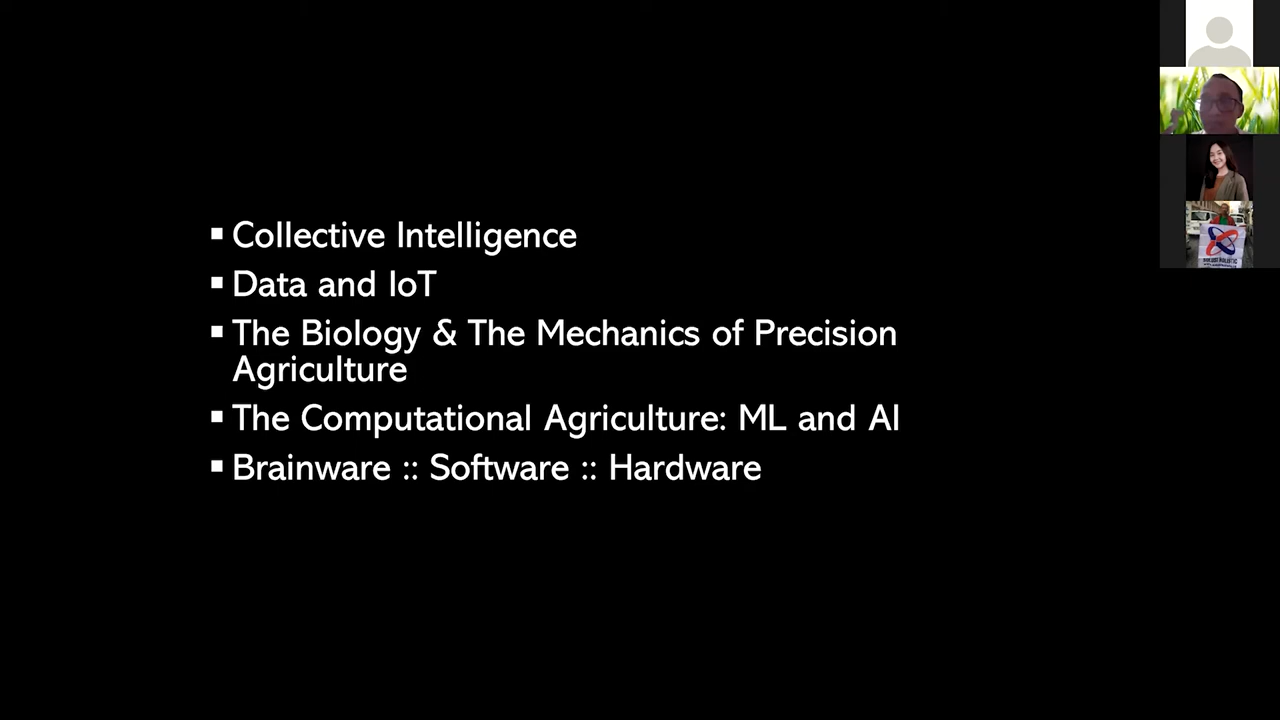 ▪ Collective Intelligence
▪ Data and IoT
▪ The Biology & The Mechanics of Precision
Agriculture
▪ The Computational Agriculture: ML and AI
▪ Brainware :: Software :: Hardware